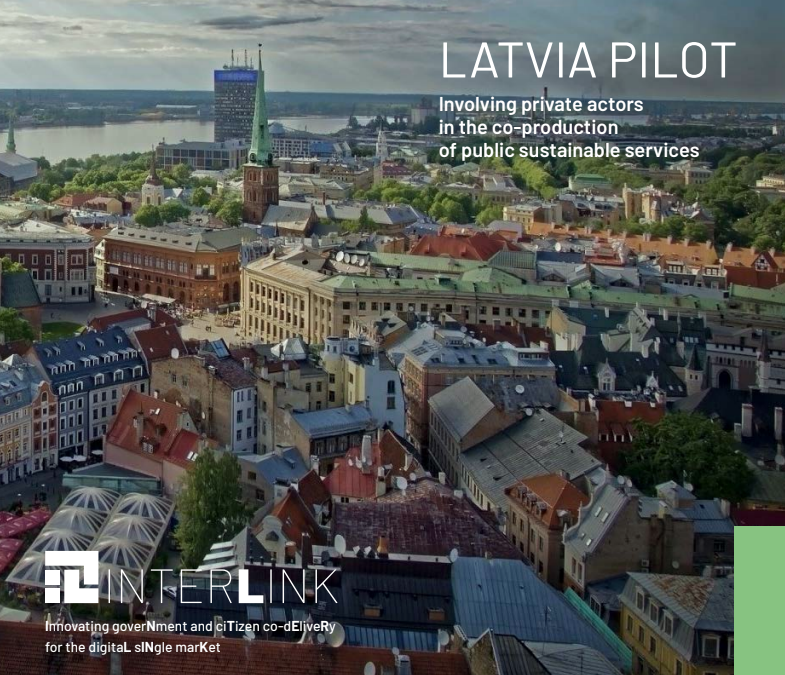 LATVIA PILOT
Involving private actors
in the co-production
of public sustainable services
INTERLINK
Innovating goverNment and ciTizen co-dEliveRy
for the digitaL sINgle marKet